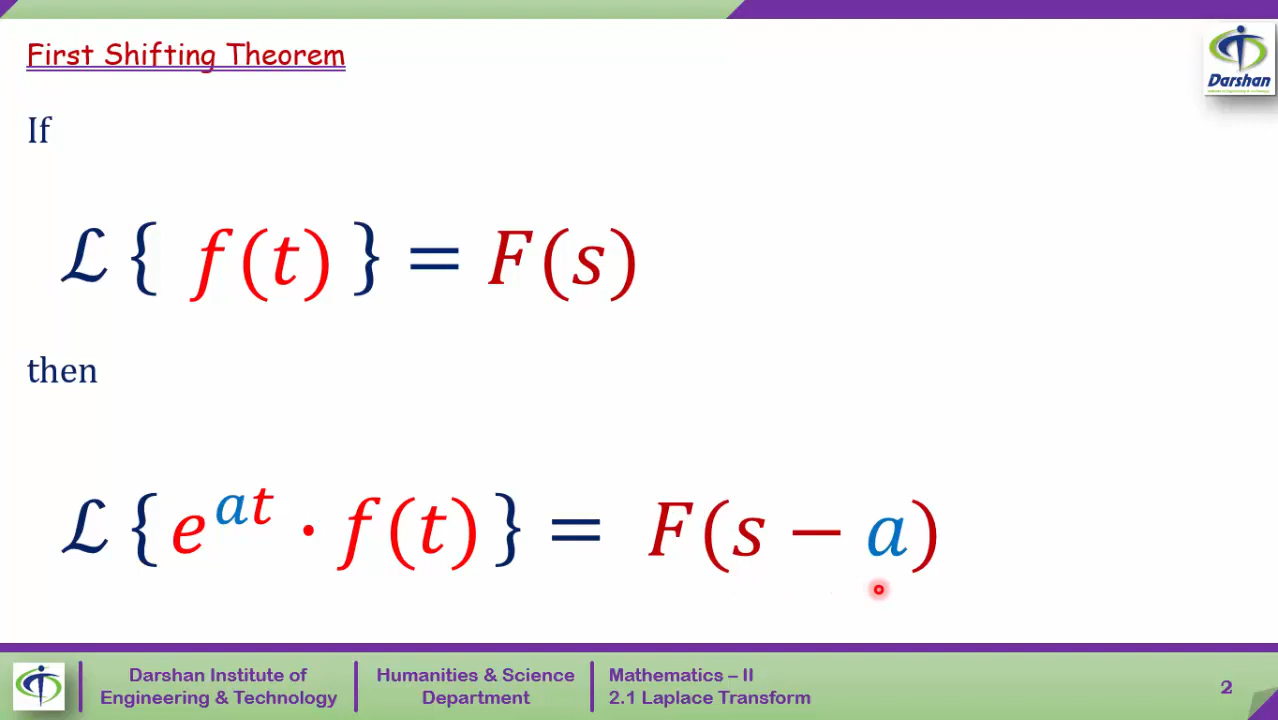 First Shifting Theorem
Darshan
If
ℒ{ f(t) } = F(s)
then
ℒ{e^{at} · f(t)} = F(s − a)
Darshan Institute of
Engineering & Technology
Humanities & Science
Department
Mathematics – II
2.1 Laplace Transform
2